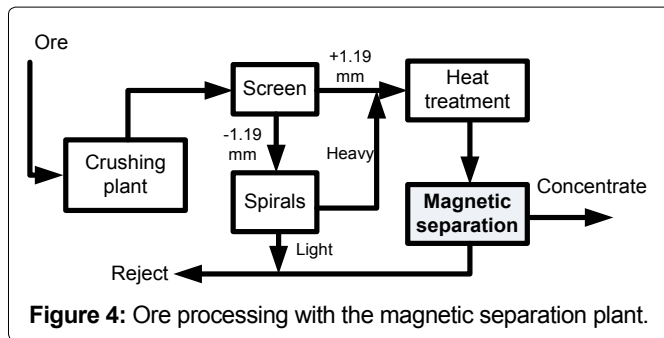 Ore
Crushing
plant
Screen
+1.19
mm
-1.19
mm
Spirals
Heavy
Light
Heat
treatment
Magnetic
separation
Concentrate
Reject
Figure 4: Ore processing with the magnetic separation plant.